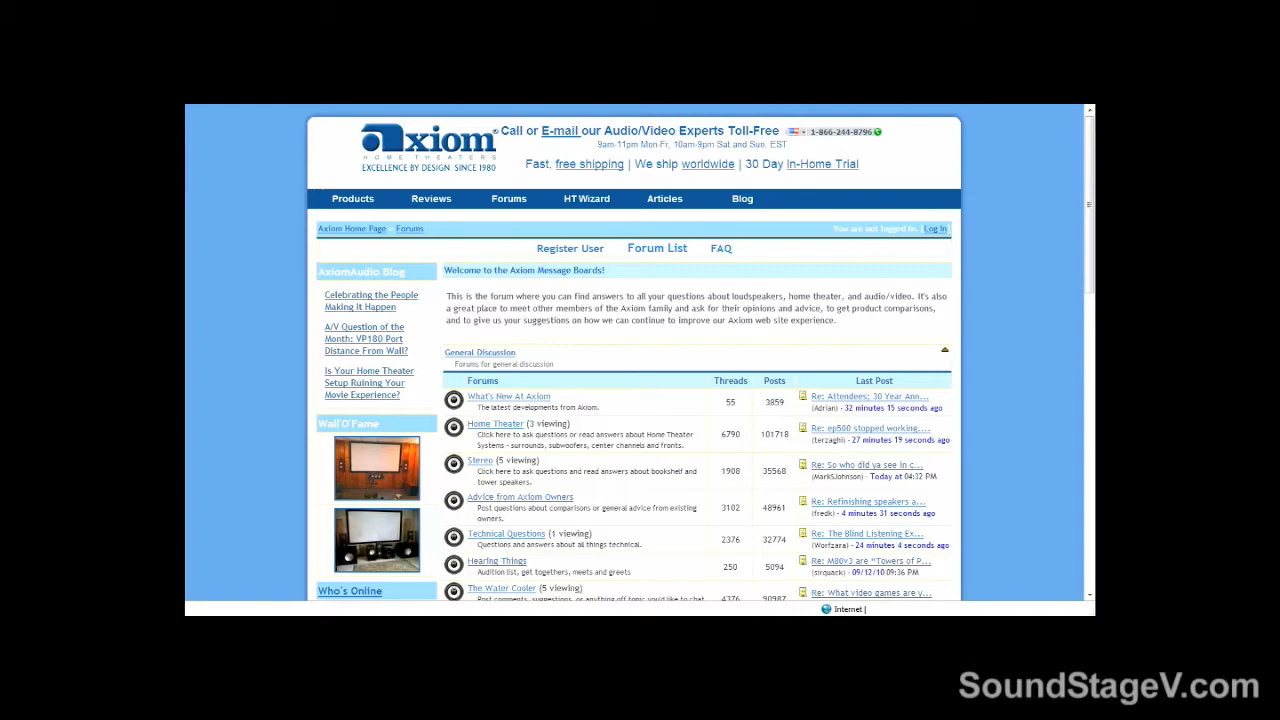 axiom
HOME THEATERS
EXCELLENCE BY DESIGN SINCE 1980
Call or E-mail our Audio/Video Experts Toll-Free 1-866-244-8796
9am-11pm Mon-Fr, 10am-9pm Sat and Sun, EST
Fast, free shipping | We ship worldwide | 30 Day In-Home Trial
Products Reviews Forums HT Wizard Articles Blog
Axiom Home Page » Forums You are not logged in. [Log In
Register User Forum List FAQ
AxiomAudio Blog
Celebrating the People
Making It Happen
A/V Question of the
Month: VP180 Port
Distance From Wall?
Is Your Home Theater
Setup Ruining Your
Movie Experience?
Wall'O'Fame
Who's Online
Welcome to the Axiom Message Boards!
This is the forum where you can find answers to all your questions about loudspeakers, home theater, and audio/video. It's also
a great place to meet other members of the Axiom family and ask for their opinions and advice, to get product comparisons,
and to give us your suggestions on how we can continue to improve our Axiom web site experience.
General Discussion
Forums for general discussion
Forums Threads Posts Last Post
What's New At Axiom 55 3859 Re: Attendees; 30 Year Ann...
The latest developments from Axiom. (Adrian) - 32 minutes 15 seconds ago
Home Theater (3 viewing) 6790 101718 Re: ep500 stopped working....
Click here to ask questions or read answers about Home Theater (terzaghi) - 27 minutes 19 seconds ago
Systems - surrounds, subwoofers, center channels and fronts.
Stereo (5 viewing) 1908 35568 Re: So who did ya see in c...
Click here to ask questions and read answers about bookshelf and (MarkSJohnson) - Today at 04:32 PM
tower speakers.
Advice from Axiom Owners 3102 48961 Re: Refinishing speakers a...
Post questions about comparisons or general advice from existing (fredk) - 4 minutes 31 seconds ago
owners.
Technical Questions (1 viewing) 2376 32774 Re: The Blind Listening Ex...
Questions and answers about all things technical. (Worfzara) - 24 minutes 4 seconds ago
Hearing Things 250 5094 Re: M80v3 are “Towers of P...
Audition list, get togethers, meets and greets (sirquack) - 09/12/10 09:36 PM
The Water Cooler (5 viewing) 4376 90987 Re: What video games are y...
Post comments, suggestions, or anything off topic you'd like to chat
Internet |
SoundStageV.com